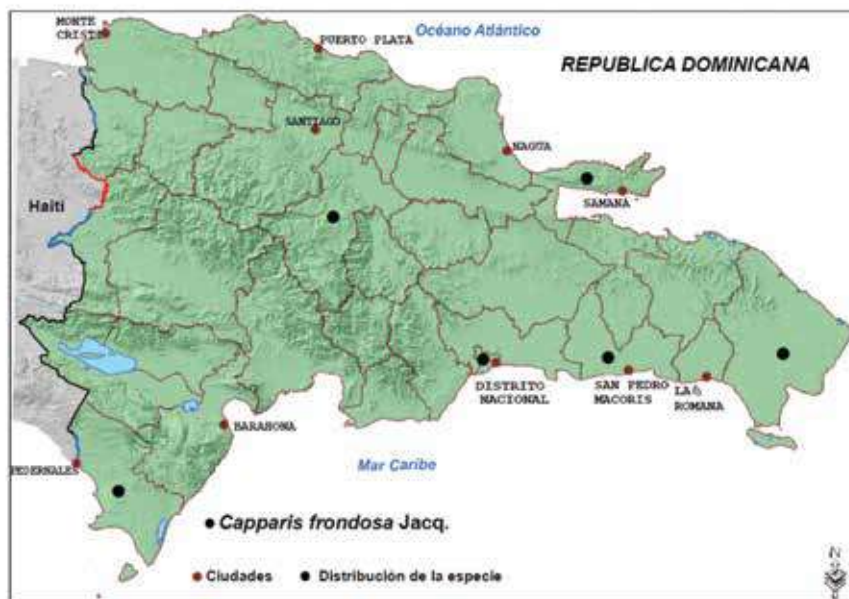 MONTE
CRISTI
PUERTO PLATA
Océano Atlántico
REPUBLICA DOMINICANA
SANTIAGO
NAGUA
Haiti
SAMANA
DISTRITO
NACIONAL
SAN PEDRO
MACORIS
LA
ROMANA
BARAHONA
Mar Caribe
PEDERNALES
Capparis frondosa Jacq.
Ciudades
Distribución de la especie
N